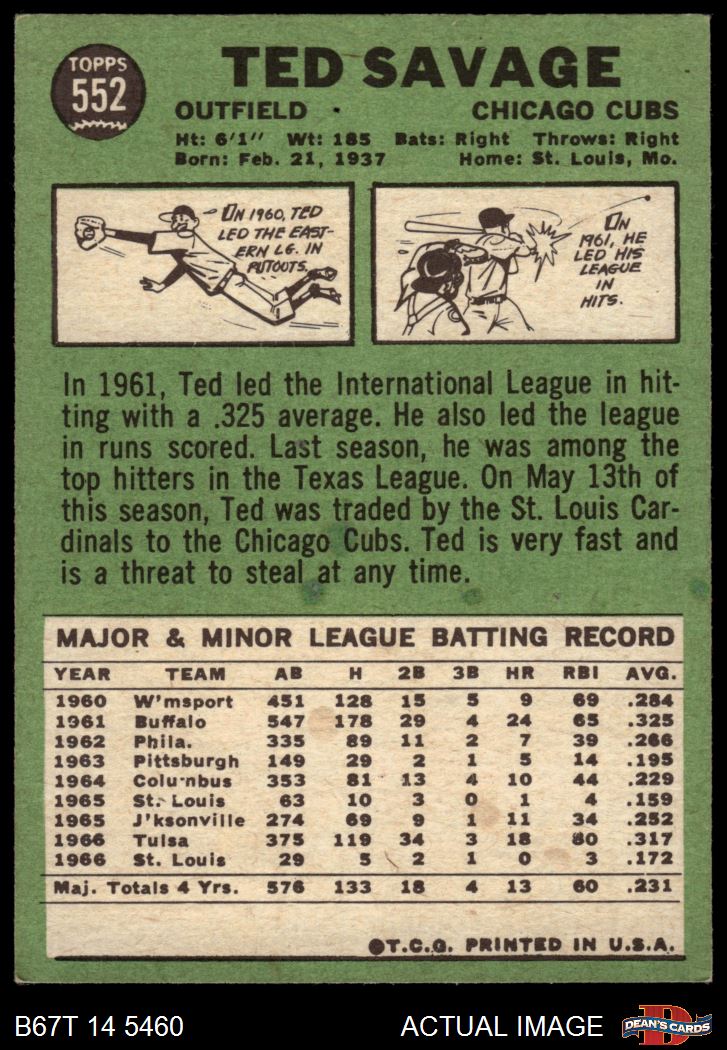 TOPPS
552
TED SAVAGE
OUTFIELD CHICAGO CUBS
Ht: 6'1" Wt: 185 Bats: Right Throws: Right
Born: Feb. 21, 1937 Home: St. Louis, Mo.
ON 1960, TED
LED THE EAST-
ERN LG. IN
PUTOUTS.
ON
1961, HE
LED HIS
LEAGUE
IN
HITS.
In 1961, Ted led the International League in hit-
ting with a .325 average. He also led the league
in runs scored. Last season, he was among the
top hitters in the Texas League. On May 13th of
this season, Ted was traded by the St. Louis Car-
dinals to the Chicago Cubs. Ted is very fast and
is a threat to steal at any time.
MAJOR & MINOR LEAGUE BATTING RECORD
YEAR TEAM AB H 2B 3B HR RBI AVG.
1960 W'msport 451 128 15 5 9 69 .284
1961 Buffalo 547 178 29 4 24 65 .325
1962 Phila. 335 89 11 2 7 39 .266
1963 Pittsburgh 149 29 2 1 5 14 .195
1964 Columbus 353 81 13 4 10 44 .229
1965 St. Louis 63 10 3 0 1 4 .159
1965 J'ksonville 274 69 9 1 11 34 .252
1966 Tulsa 375 119 34 3 18 80 .317
1966 St. Louis 29 5 2 1 0 3 .172
Maj. Totals 4 Yrs. 576 133 18 4 13 60 .231
©T.C.G. PRINTED IN U.S.A.
B67T 14 5460 ACTUAL IMAGE
D
DEAN'S CARDS